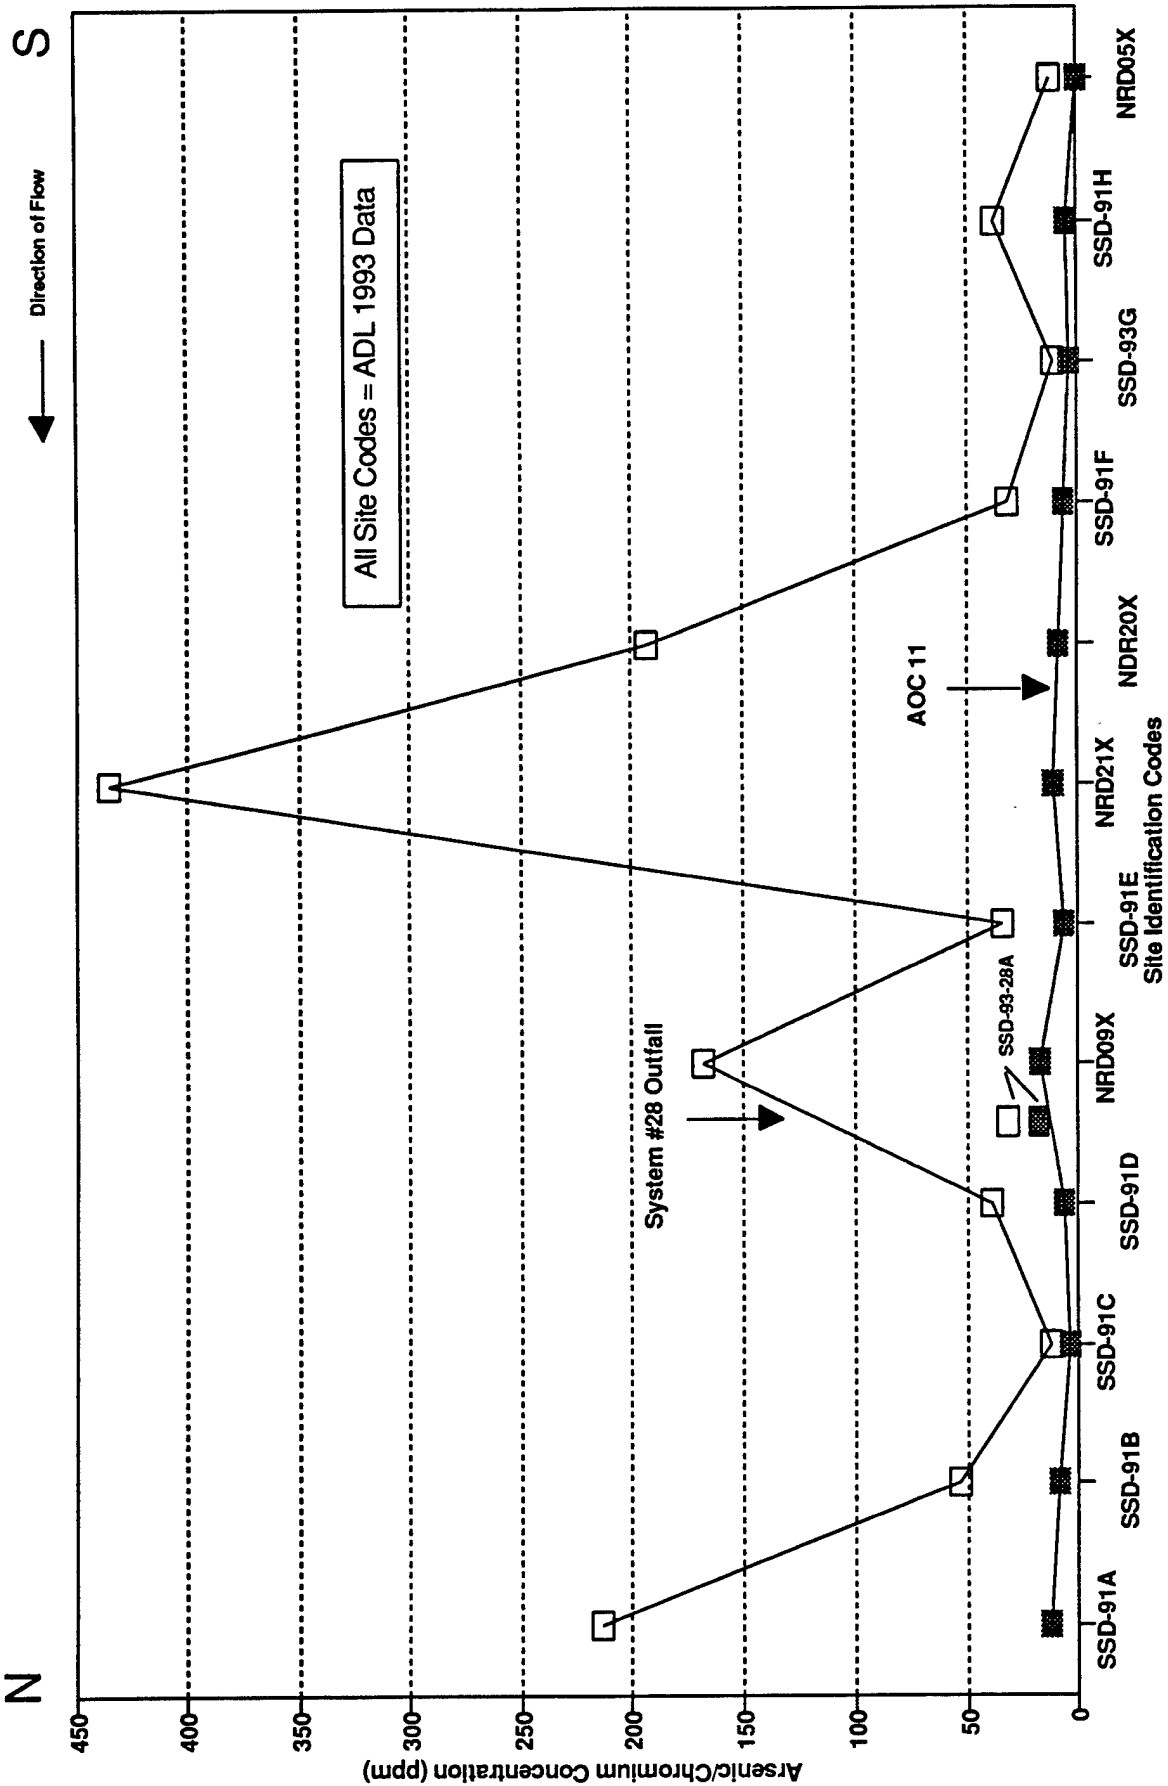 N
S
Direction of Flow
All Site Codes = ADL 1993 Data
450
400
350
300
250
200
150
100
50
0
Arsenic/Chromium Concentration (ppm)
System #28 Outfall
SSD-93-28A
AOC 11
SSD-91A
SSD-91B
SSD-91C
SSD-91D
NRD09X
SSD-91E
NRD21X
NDR20X
SSD-91F
SSD-93G
SSD-91H
NRD05X
Site Identification Codes